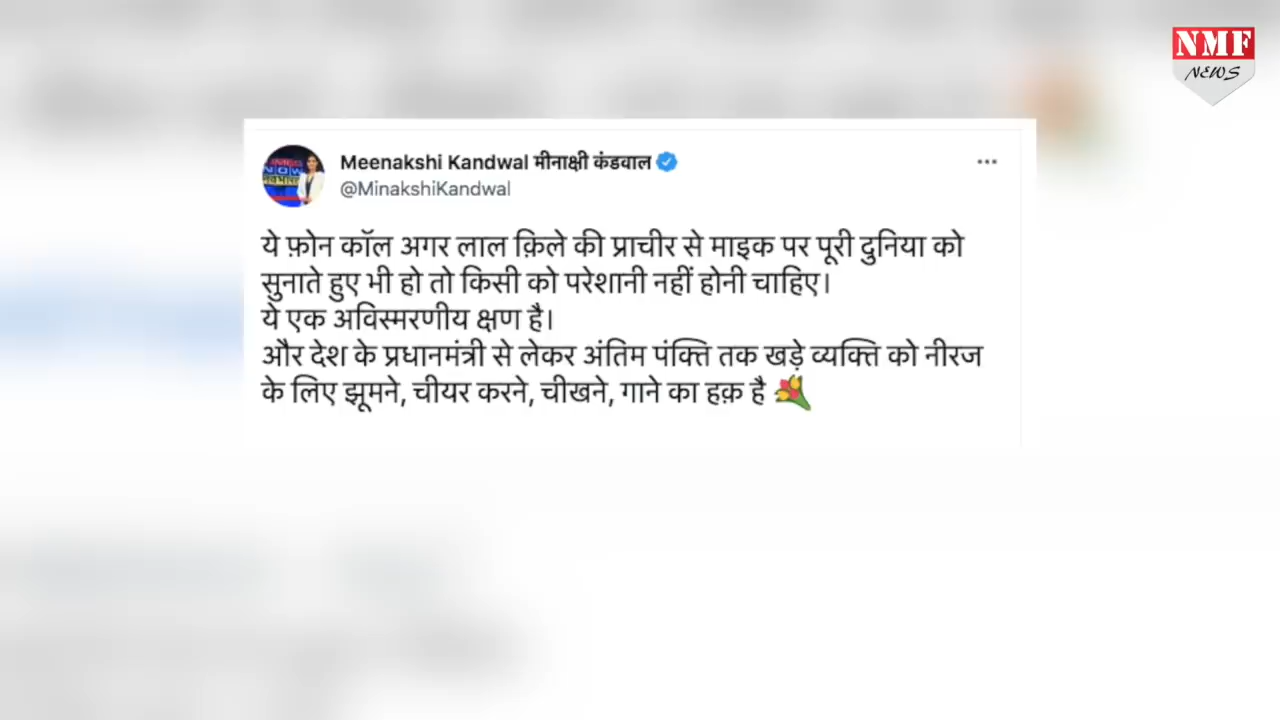 NMF
NEWS
Meenakshi Kandwal मीनाक्षी कंडवाल
@MinakshiKandwal
ये फ़ोन कॉल अगर लाल क़िले की प्राचीर से माइक पर पूरी दुनिया को
सुनाते हुए भी हो तो किसी को परेशानी नहीं होनी चाहिए।
ये एक अविस्मरणीय क्षण है।
और देश के प्रधानमंत्री से लेकर अंतिम पंक्ति तक खड़े व्यक्ति को नीरज
के लिए झूमने, चीयर करने, चीखने, गाने का हक़ है 💐